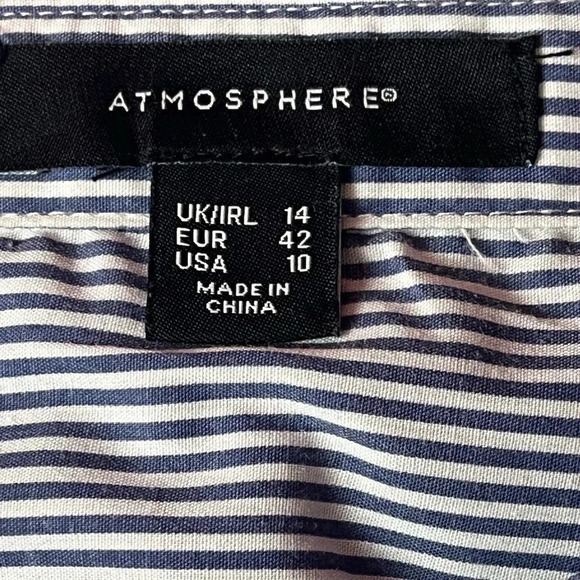 ATMOSPHERE®
UK/IRL 14
EUR 42
USA 10
MADE IN
CHINA